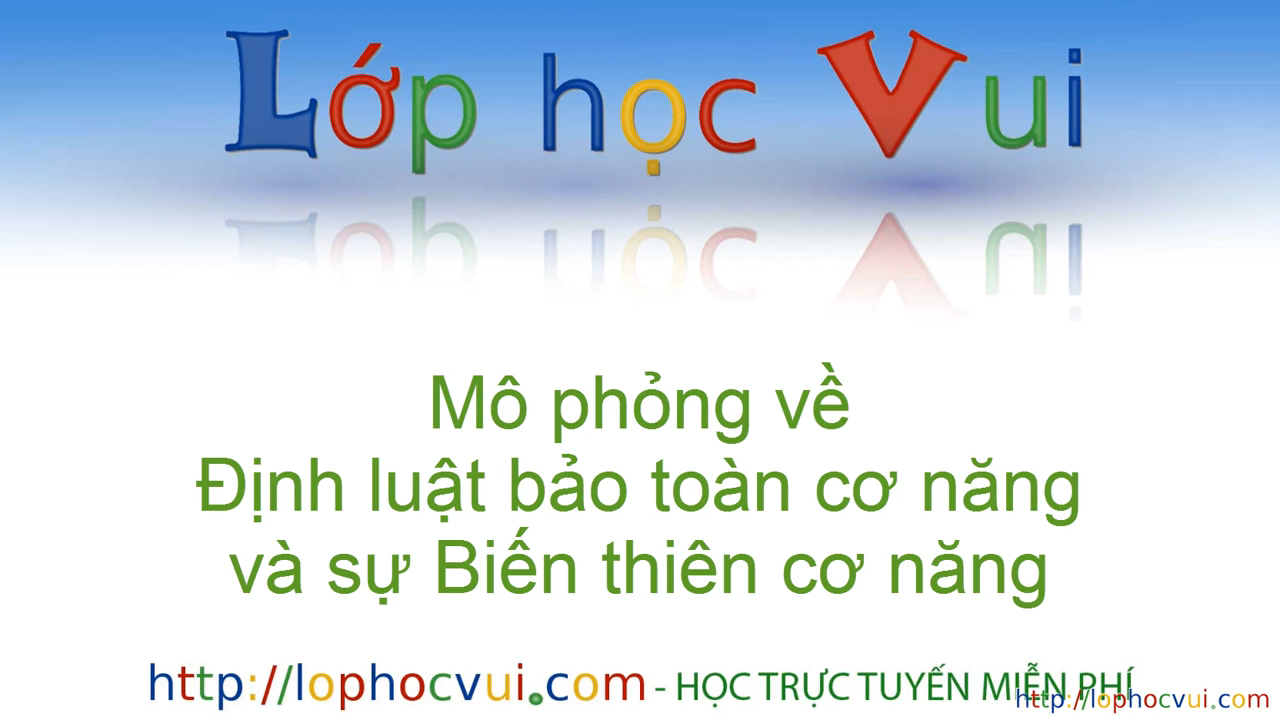 Lớp học Vui
Mô phỏng về
Định luật bảo toàn cơ năng
và sự Biến thiên cơ năng
http://lophocvui.com - HỌC TRỰC TUYẾN MIỄN PHÍ
http://lophocvui.com